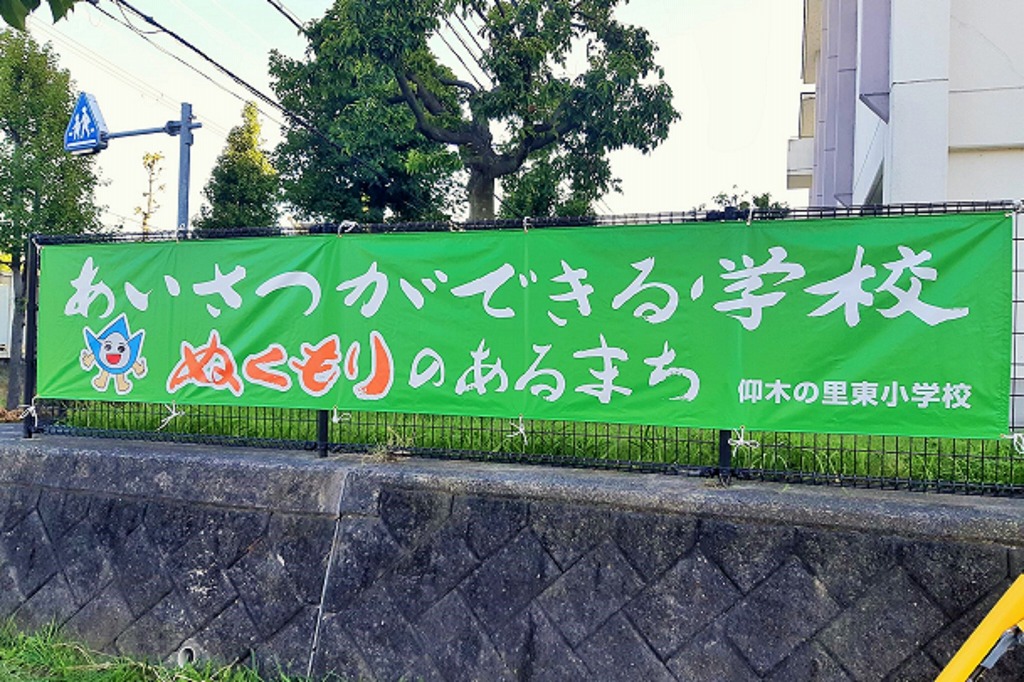 あいさつができる学校
ぬくもりのあるまち
仰木の里東小学校